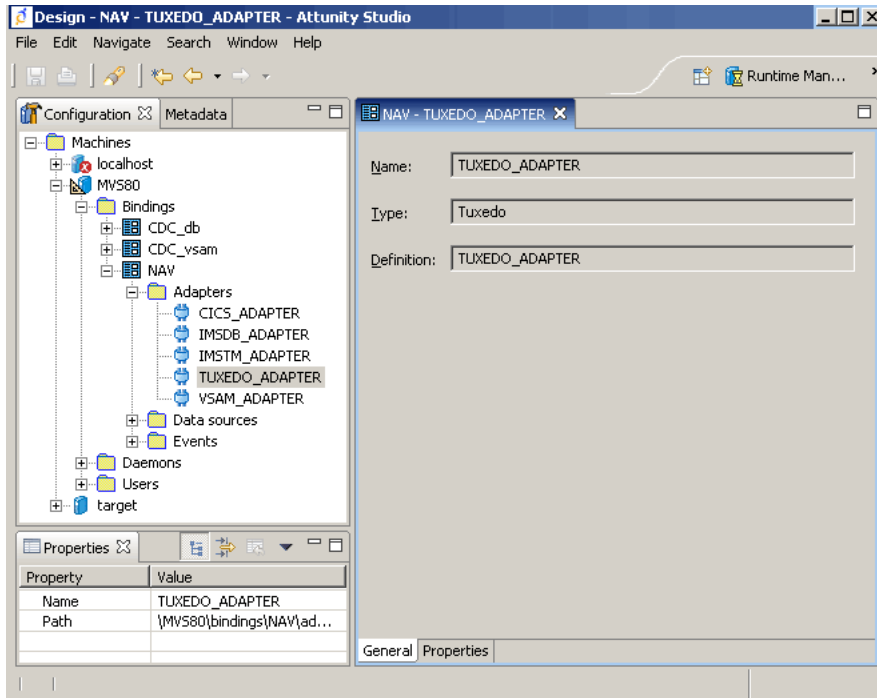 Design - NAV - TUXEDO_ADAPTER - Attunity Studio
File Edit Navigate Search Window Help
Runtime Man...
Configuration Metadata
Machines
localhost
MVS80
Bindings
CDC_db
CDC_vsam
NAV
Adapters
CICS_ADAPTER
IMSDB_ADAPTER
IMSTM_ADAPTER
TUXEDO_ADAPTER
VSAM_ADAPTER
Data sources
Events
Daemons
Users
target
NAV - TUXEDO_ADAPTER
Name: TUXEDO_ADAPTER
Type: Tuxedo
Definition: TUXEDO_ADAPTER
General Properties
Properties
Property Value
Name TUXEDO_ADAPTER
Path \MVS80\bindings\NAV\ad...